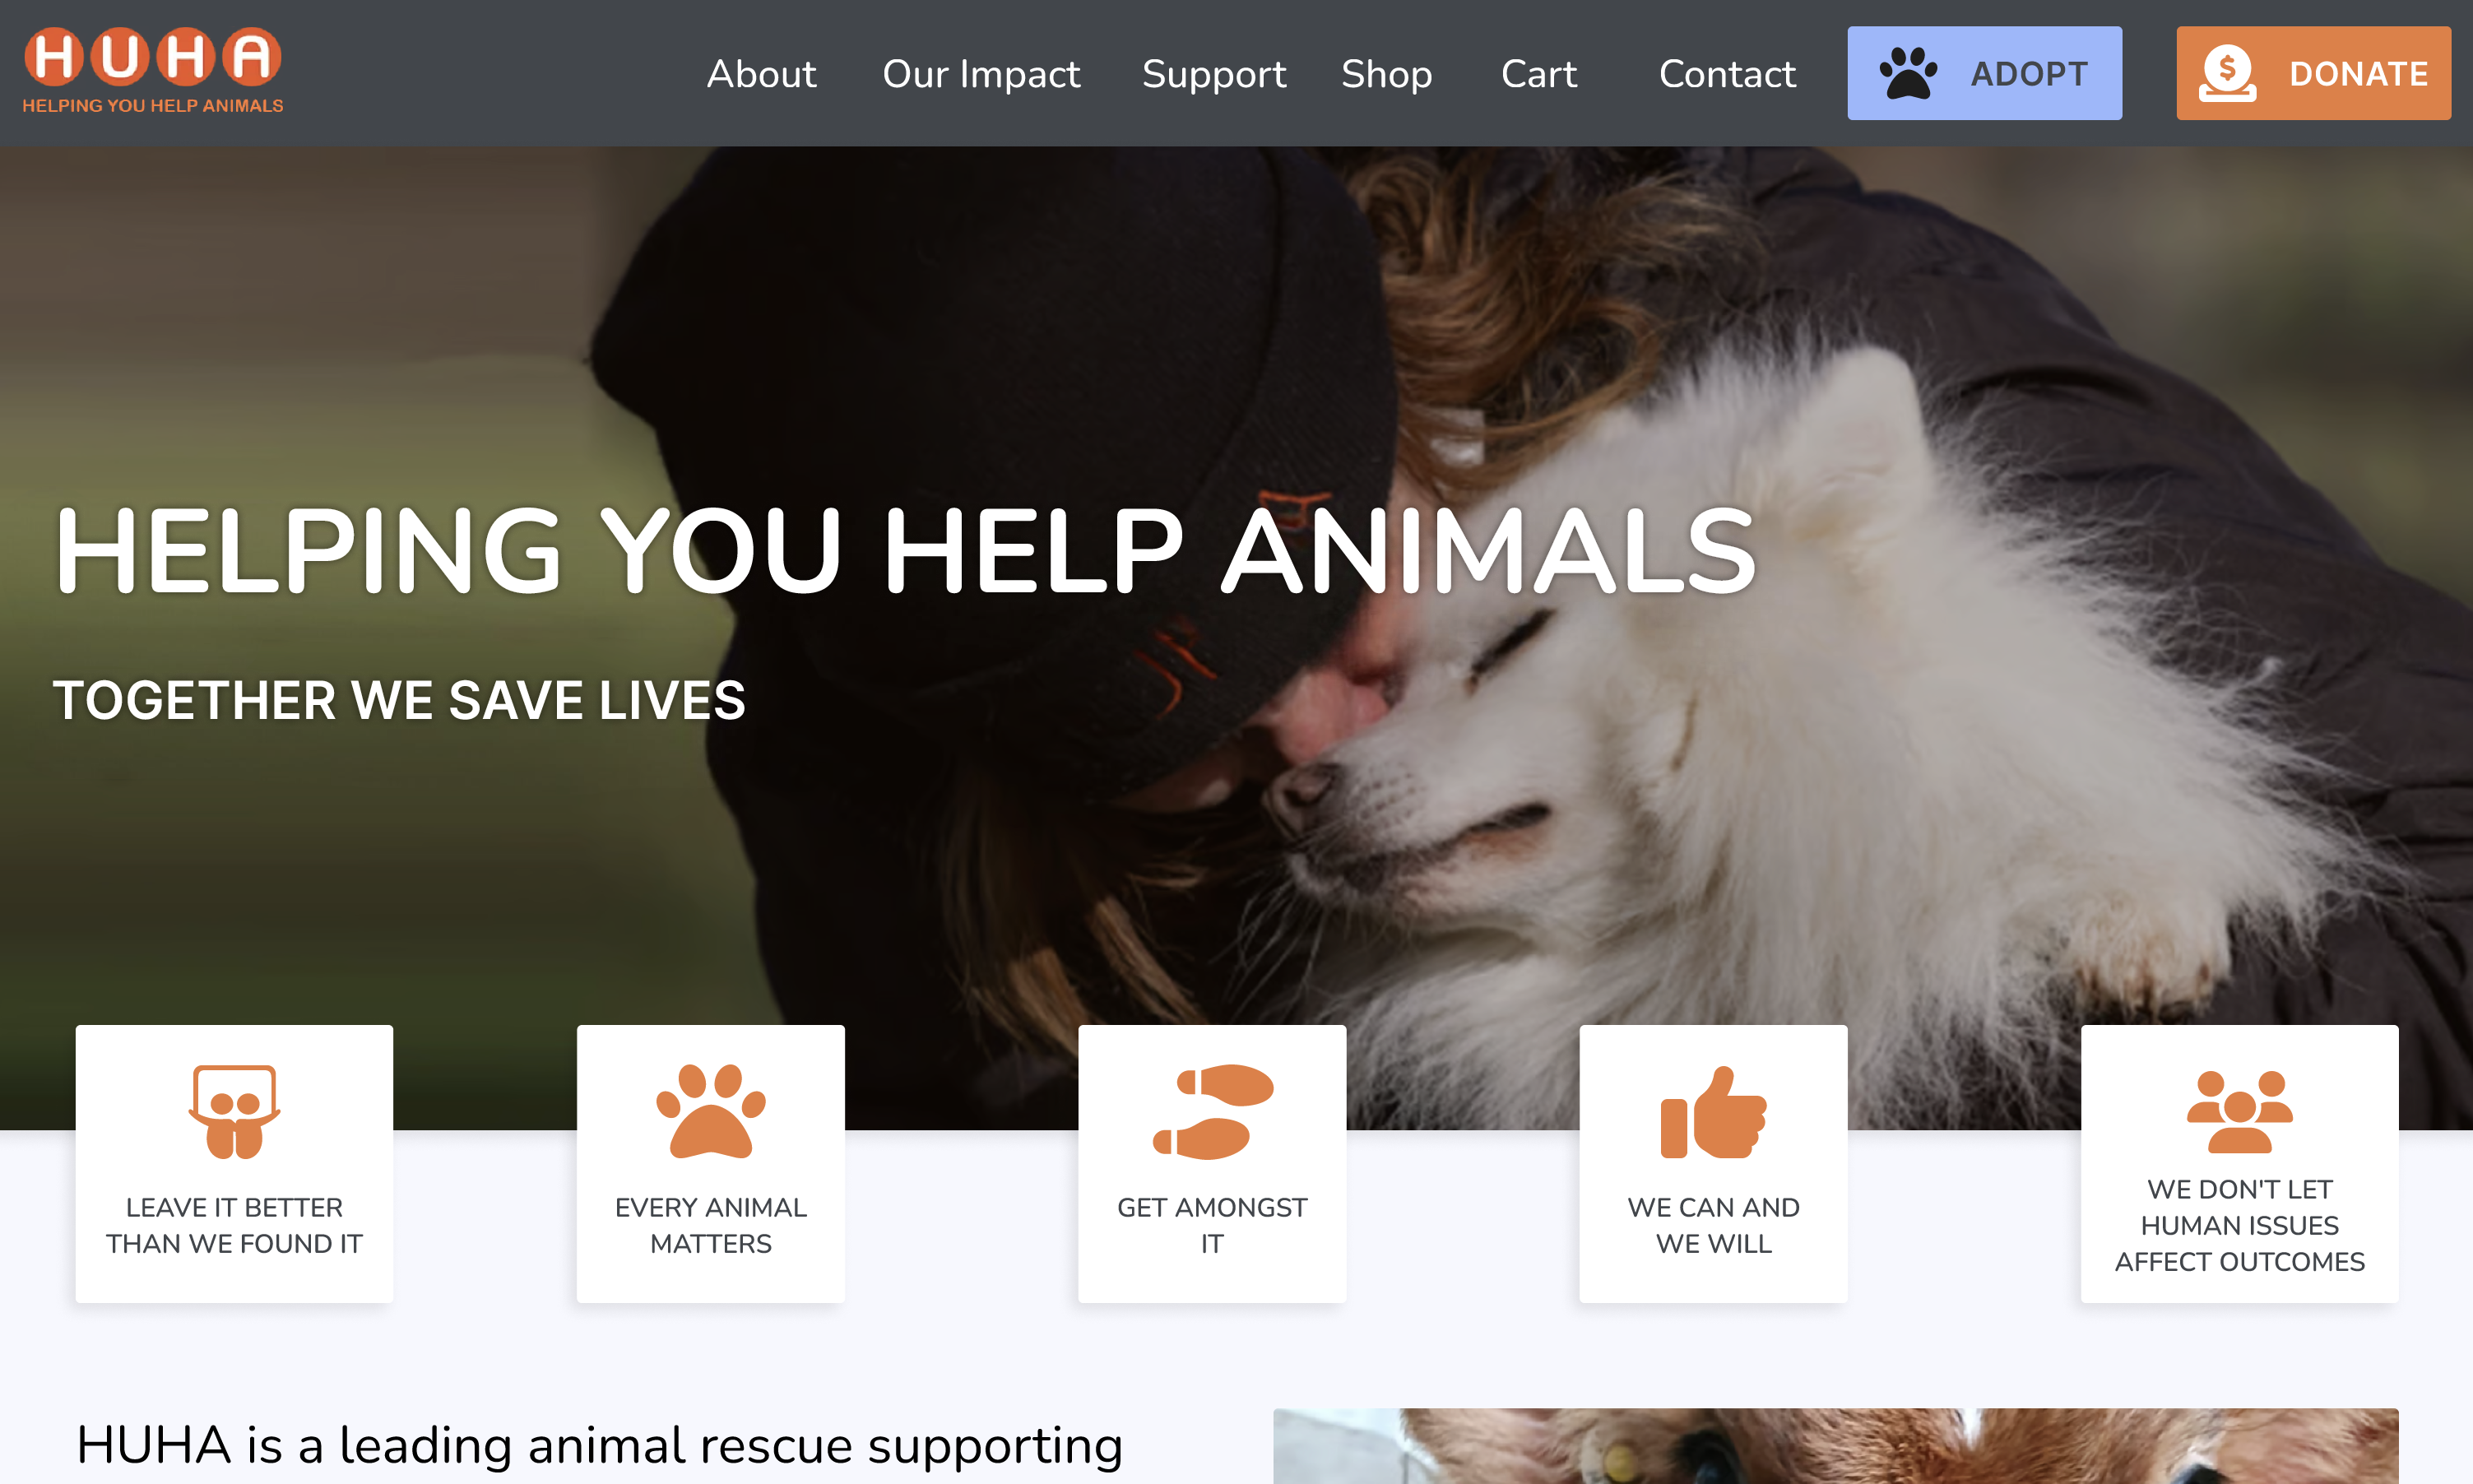 HUHA
HELPING YOU HELP ANIMALS
About Our Impact Support Shop Cart Contact ADOPT DONATE
HELPING YOU HELP ANIMALS
TOGETHER WE SAVE LIVES
LEAVE IT BETTER
THAN WE FOUND IT
EVERY ANIMAL
MATTERS
GET AMONGST
IT
WE CAN AND
WE WILL
WE DON'T LET
HUMAN ISSUES
AFFECT OUTCOMES
HUHA is a leading animal rescue supporting